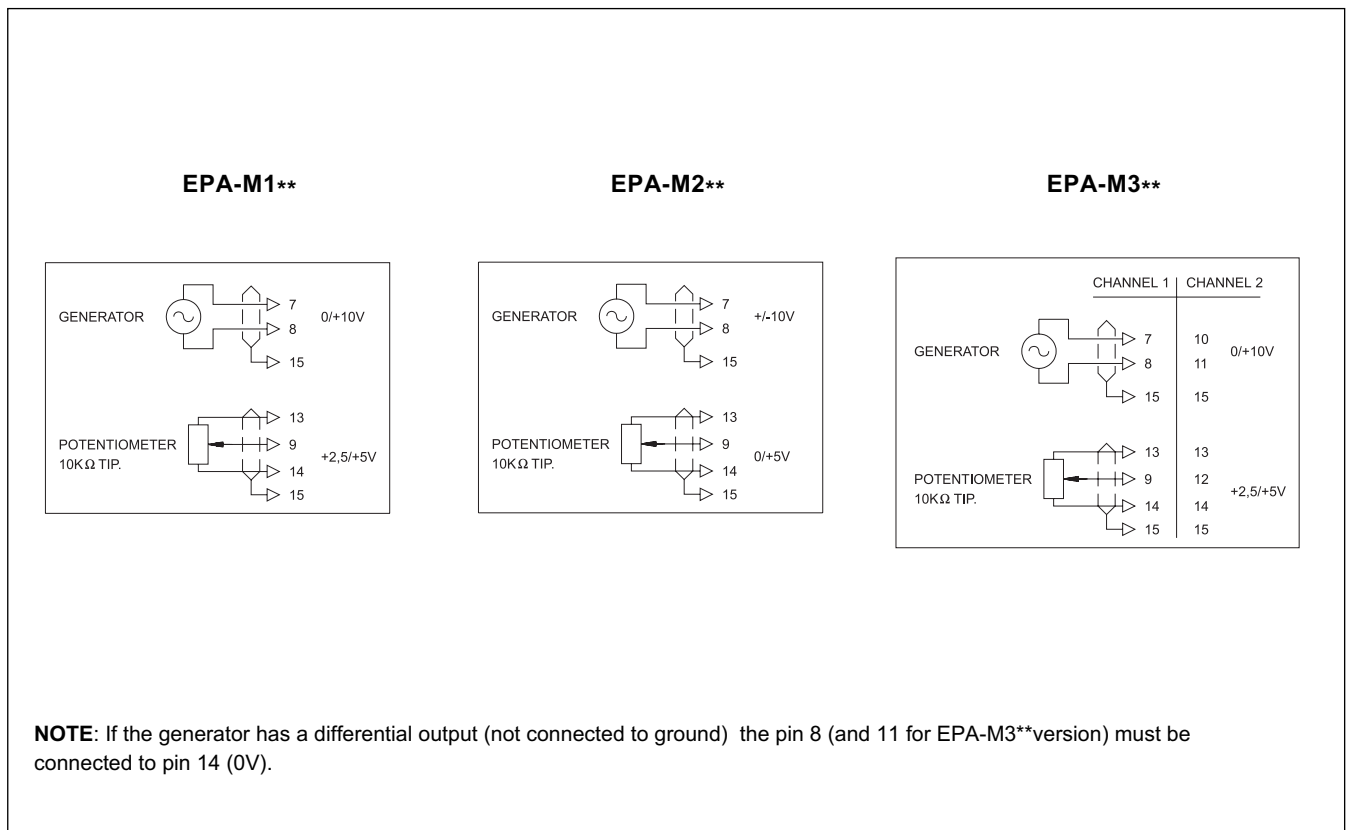 EPA-M1**
GENERATOR
7
8
0/+10V
15
POTENTIOMETER
10KΩ TIP.
13
9
14
15
+2,5/+5V
EPA-M2**
GENERATOR
7
8
+/-10V
15
POTENTIOMETER
10KΩ TIP.
13
9
14
15
0/+5V
EPA-M3**
CHANNEL 1 CHANNEL 2
GENERATOR
7 10
8 11
0/+10V
15 15
POTENTIOMETER
10KΩ TIP.
13 13
9 12
14 14
15 15
+2,5/+5V
NOTE: If the generator has a differential output (not connected to ground) the pin 8 (and 11 for EPA-M3**version) must be
connected to pin 14 (0V).